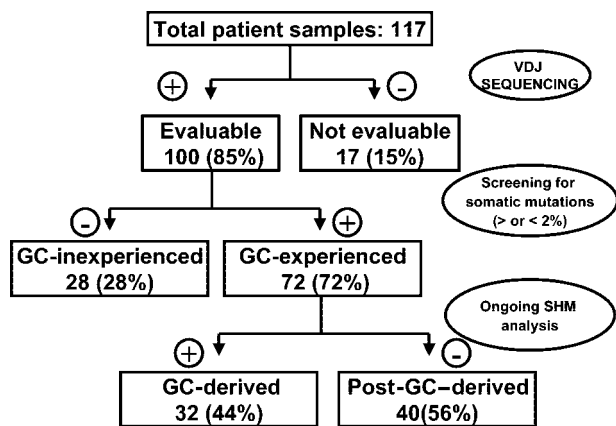 Total patient samples: 117
+
-
VDJ
SEQUENCING
Evaluable
100 (85%)
Not evaluable
17 (15%)
-
+
Screening for
somatic mutations
(> or < 2%)
GC-inexperienced
28 (28%)
GC-experienced
72 (72%)
Ongoing SHM
analysis
+
-
GC-derived
32 (44%)
Post-GC–derived
40(56%)